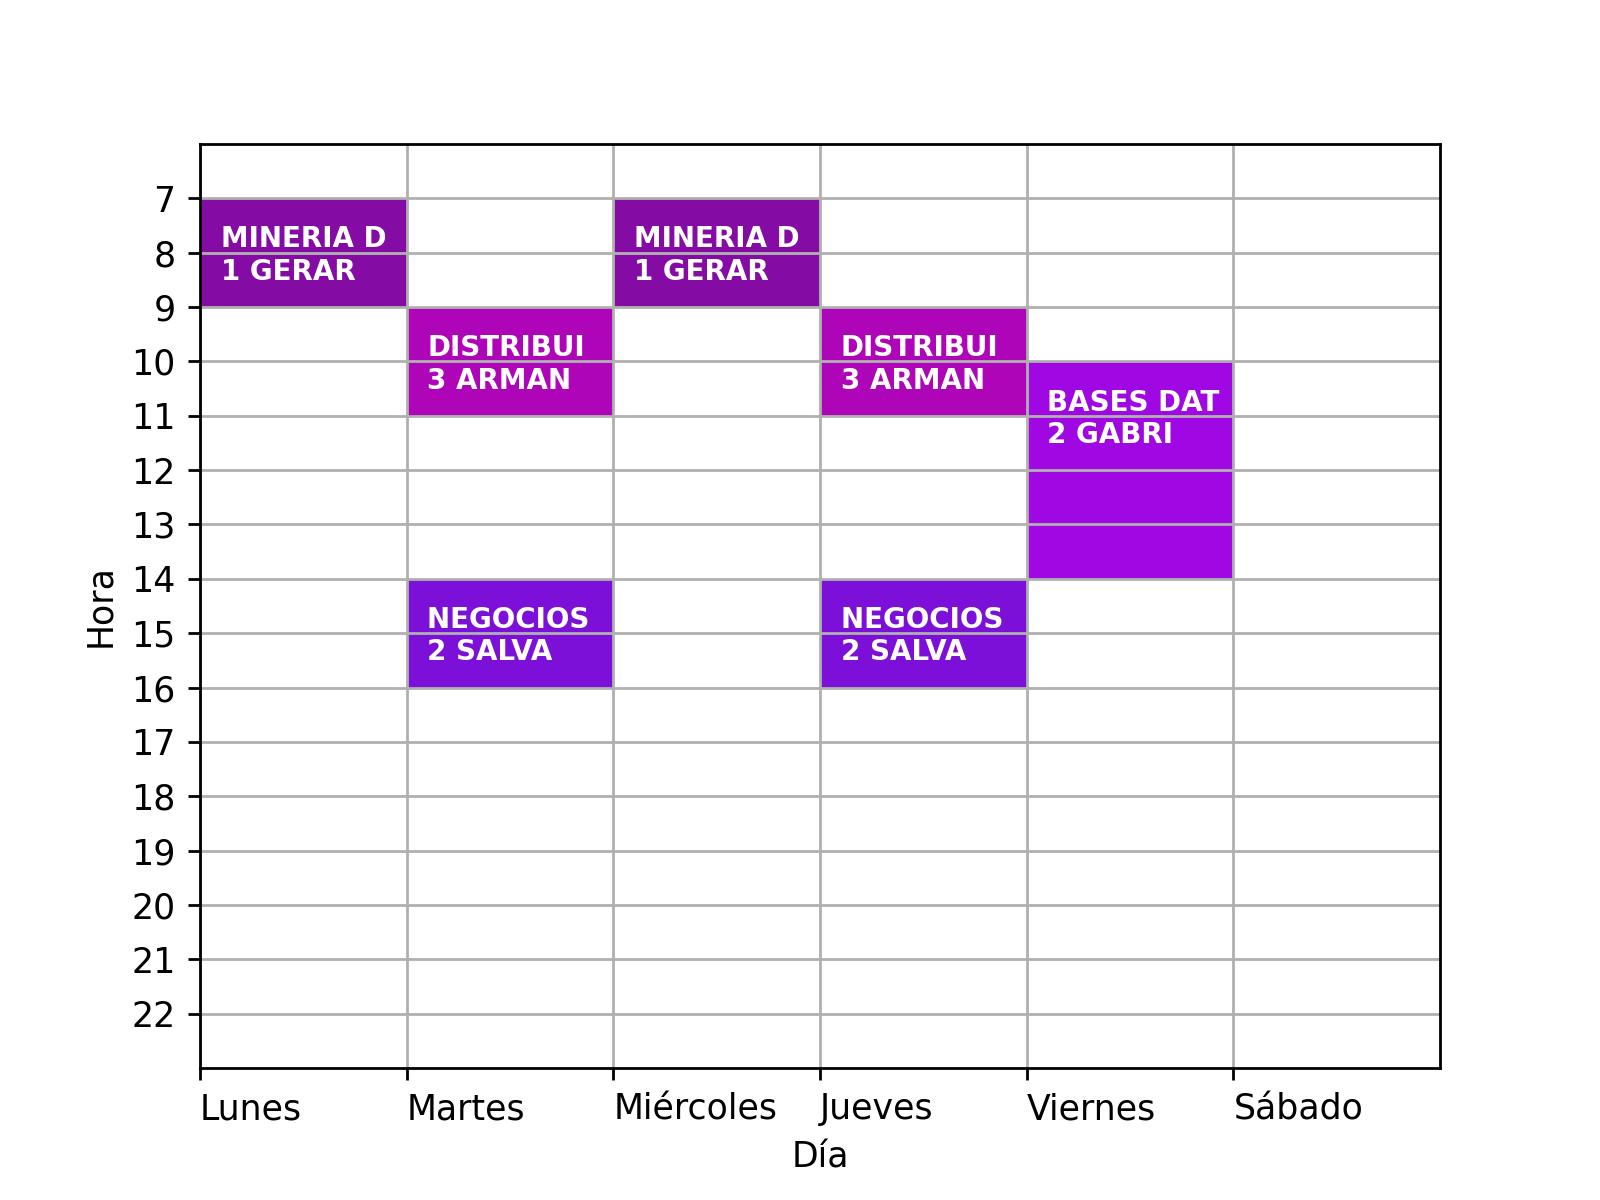 7
MINERIA D
MINERIA D
8
1 GERAR
1 GERAR
9
DISTRIBUI
DISTRIBUI
10
3 ARMAN
3 ARMAN
BASES DAT
11
2 GABRI
12
13
14
Hora
NEGOCIOS
NEGOCIOS
15
2 SALVA
2 SALVA
16
17
18
19
20
21
22
Lunes Martes Miércoles Jueves Viernes Sábado
Día